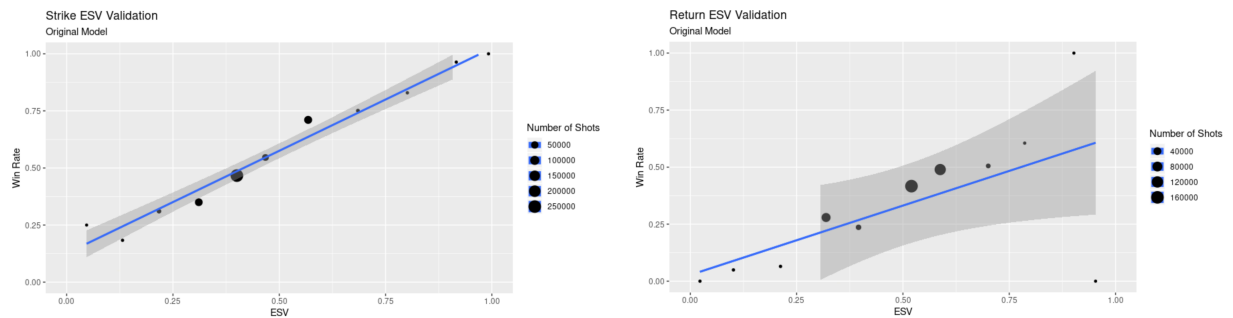 Strike ESV Validation
Original Model
1.00
0.75
0.50
0.25
0.00
Win Rate
0.00 0.25 0.50 0.75 1.00
ESV
Number of Shots
50000
100000
150000
200000
250000
Return ESV Validation
Original Model
1.00
0.75
0.50
0.25
0.00
Win Rate
0.00 0.25 0.50 0.75 1.00
ESV
Number of Shots
40000
80000
120000
160000